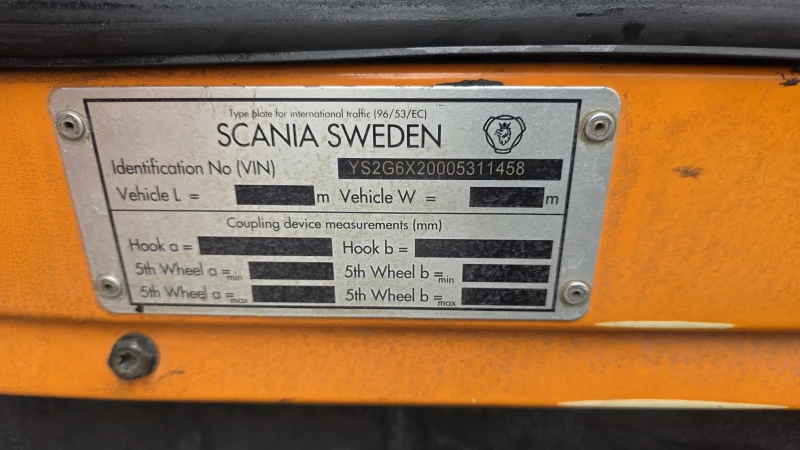 Type plate for international traffic (96/53/EC)
SCANIA SWEDEN
Identification No (VIN) YS2G6X20005311458
Vehicle L = m Vehicle W = m
Coupling device measurements (mm)
Hook a = Hook b =
5th Wheel a =min 5th Wheel b =min
5th Wheel a =max 5th Wheel b =max